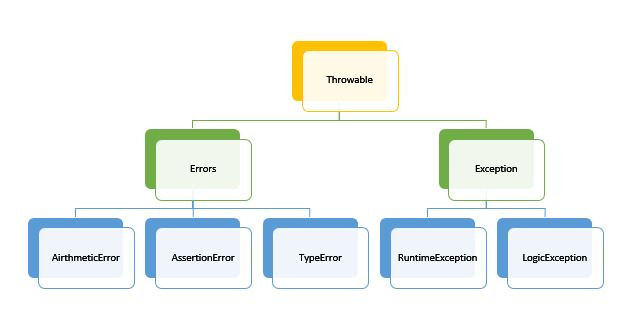 Throwable
Errors
Exception
AirthmeticError
AssertionError
TypeError
RuntimeException
LogicException